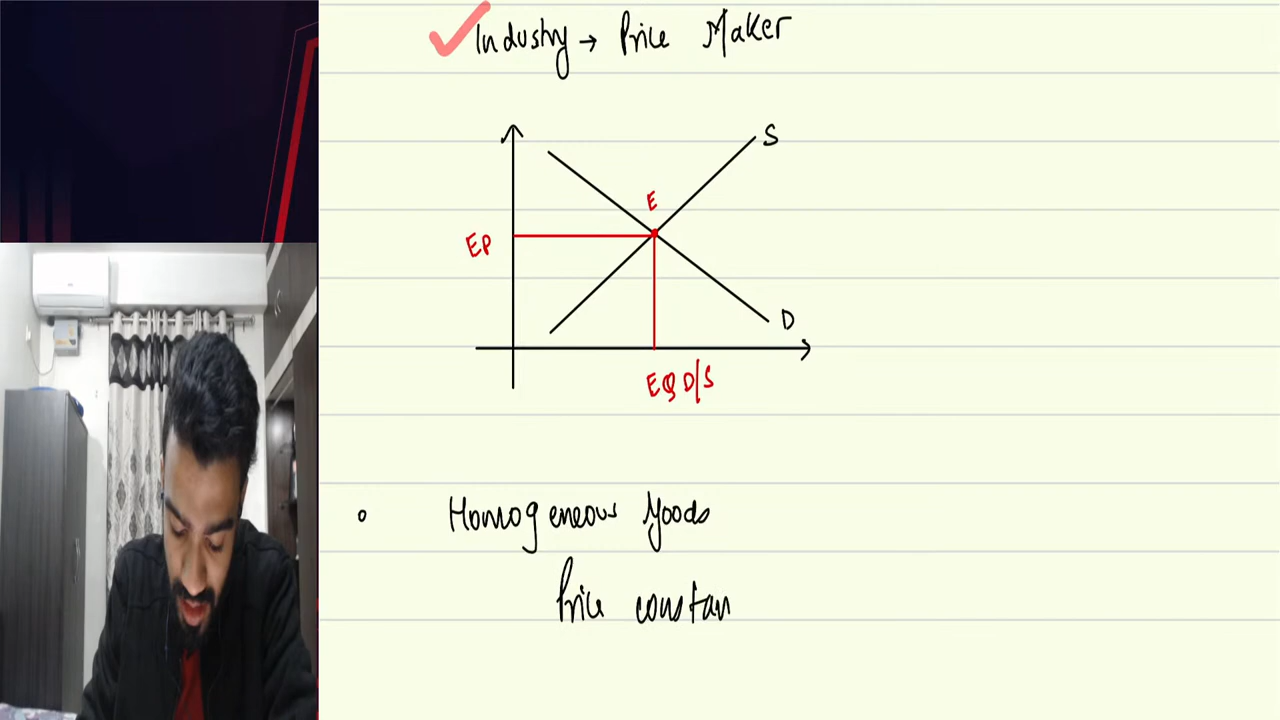 Industry → Price Maker
S
E
EP
D
EQ D/S
Homogeneous Goods
Price constan